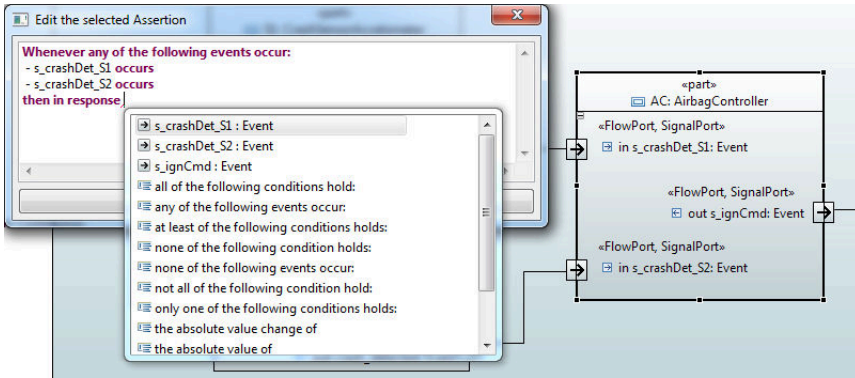 Edit the selected Assertion
Whenever any of the following events occur:
- s_crashDet_S1 occurs
- s_crashDet_S2 occurs
then in response
s_crashDet_S1 : Event
s_crashDet_S2 : Event
s_ignCmd : Event
all of the following conditions hold:
any of the following events occur:
at least of the following conditions holds:
none of the following condition holds:
none of the following events occur:
not all of the following condition hold:
only one of the following conditions holds:
the absolute value change of
the absolute value of
«part»
AC: AirbagController
«FlowPort, SignalPort»
in s_crashDet_S1: Event
«FlowPort, SignalPort»
out s_ignCmd: Event
«FlowPort, SignalPort»
in s_crashDet_S2: Event